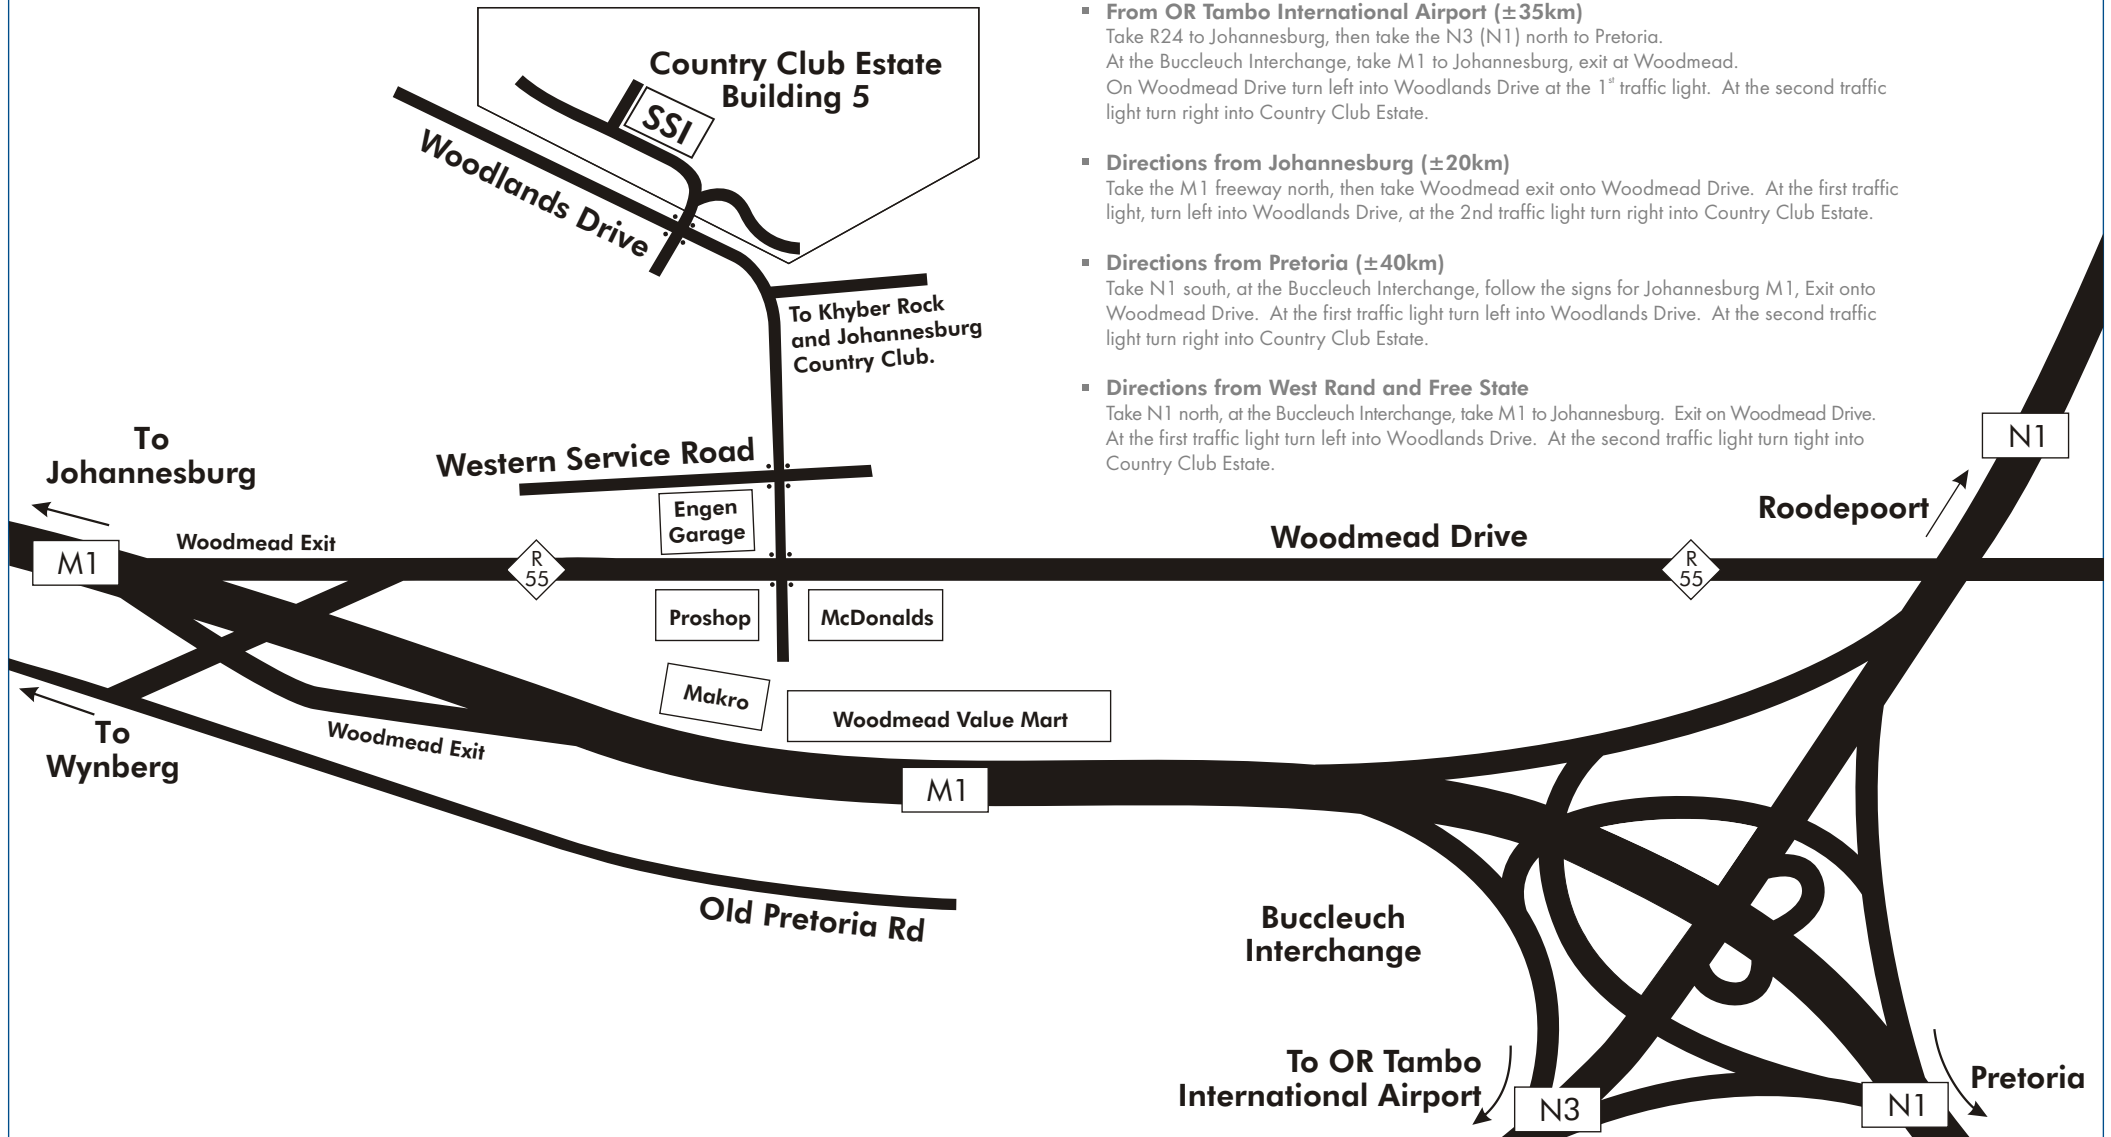 Country Club Estate
Building 5
SSI
Woodlands Drive
To Khyber Rock
and Johannesburg
Country Club.
▪ From OR Tambo International Airport (±35km)
Take R24 to Johannesburg, then take the N3 (N1) north to Pretoria.
At the Buccleuch Interchange, take M1 to Johannesburg, exit at Woodmead.
On Woodmead Drive turn left into Woodlands Drive at the 1st traffic light. At the second traffic
light turn right into Country Club Estate.
▪ Directions from Johannesburg (±20km)
Take the M1 freeway north, then take Woodmead exit onto Woodmead Drive. At the first traffic
light, turn left into Woodlands Drive, at the 2nd traffic light turn right into Country Club Estate.
▪ Directions from Pretoria (±40km)
Take N1 south, at the Buccleuch Interchange, follow the signs for Johannesburg M1, Exit onto
Woodmead Drive. At the first traffic light turn left into Woodlands Drive. At the second traffic
light turn right into Country Club Estate.
▪ Directions from West Rand and Free State
Take N1 north, at the Buccleuch Interchange, take M1 to Johannesburg. Exit on Woodmead Drive.
At the first traffic light turn left into Woodlands Drive. At the second traffic light turn tight into
Country Club Estate.
To
Johannesburg
Western Service Road
Engen
Garage
N1
Roodepoort
Woodmead Drive
Woodmead Exit
M1
R
55
R
55
Proshop
McDonalds
Makro
Woodmead Value Mart
To
Wynberg
Woodmead Exit
M1
Old Pretoria Rd
Buccleuch
Interchange
To OR Tambo
International Airport
N3
N1
Pretoria